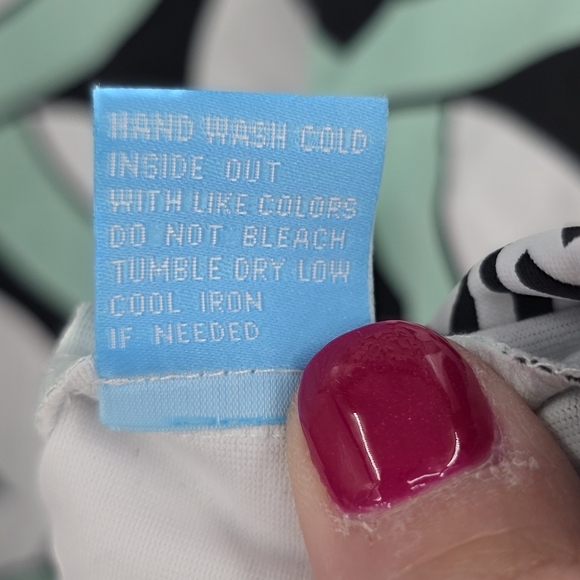 HAND WASH COLD
INSIDE OUT
WITH LIKE COLORS
DO NOT BLEACH
TUMBLE DRY LOW
COOL IRON
IF NEEDED